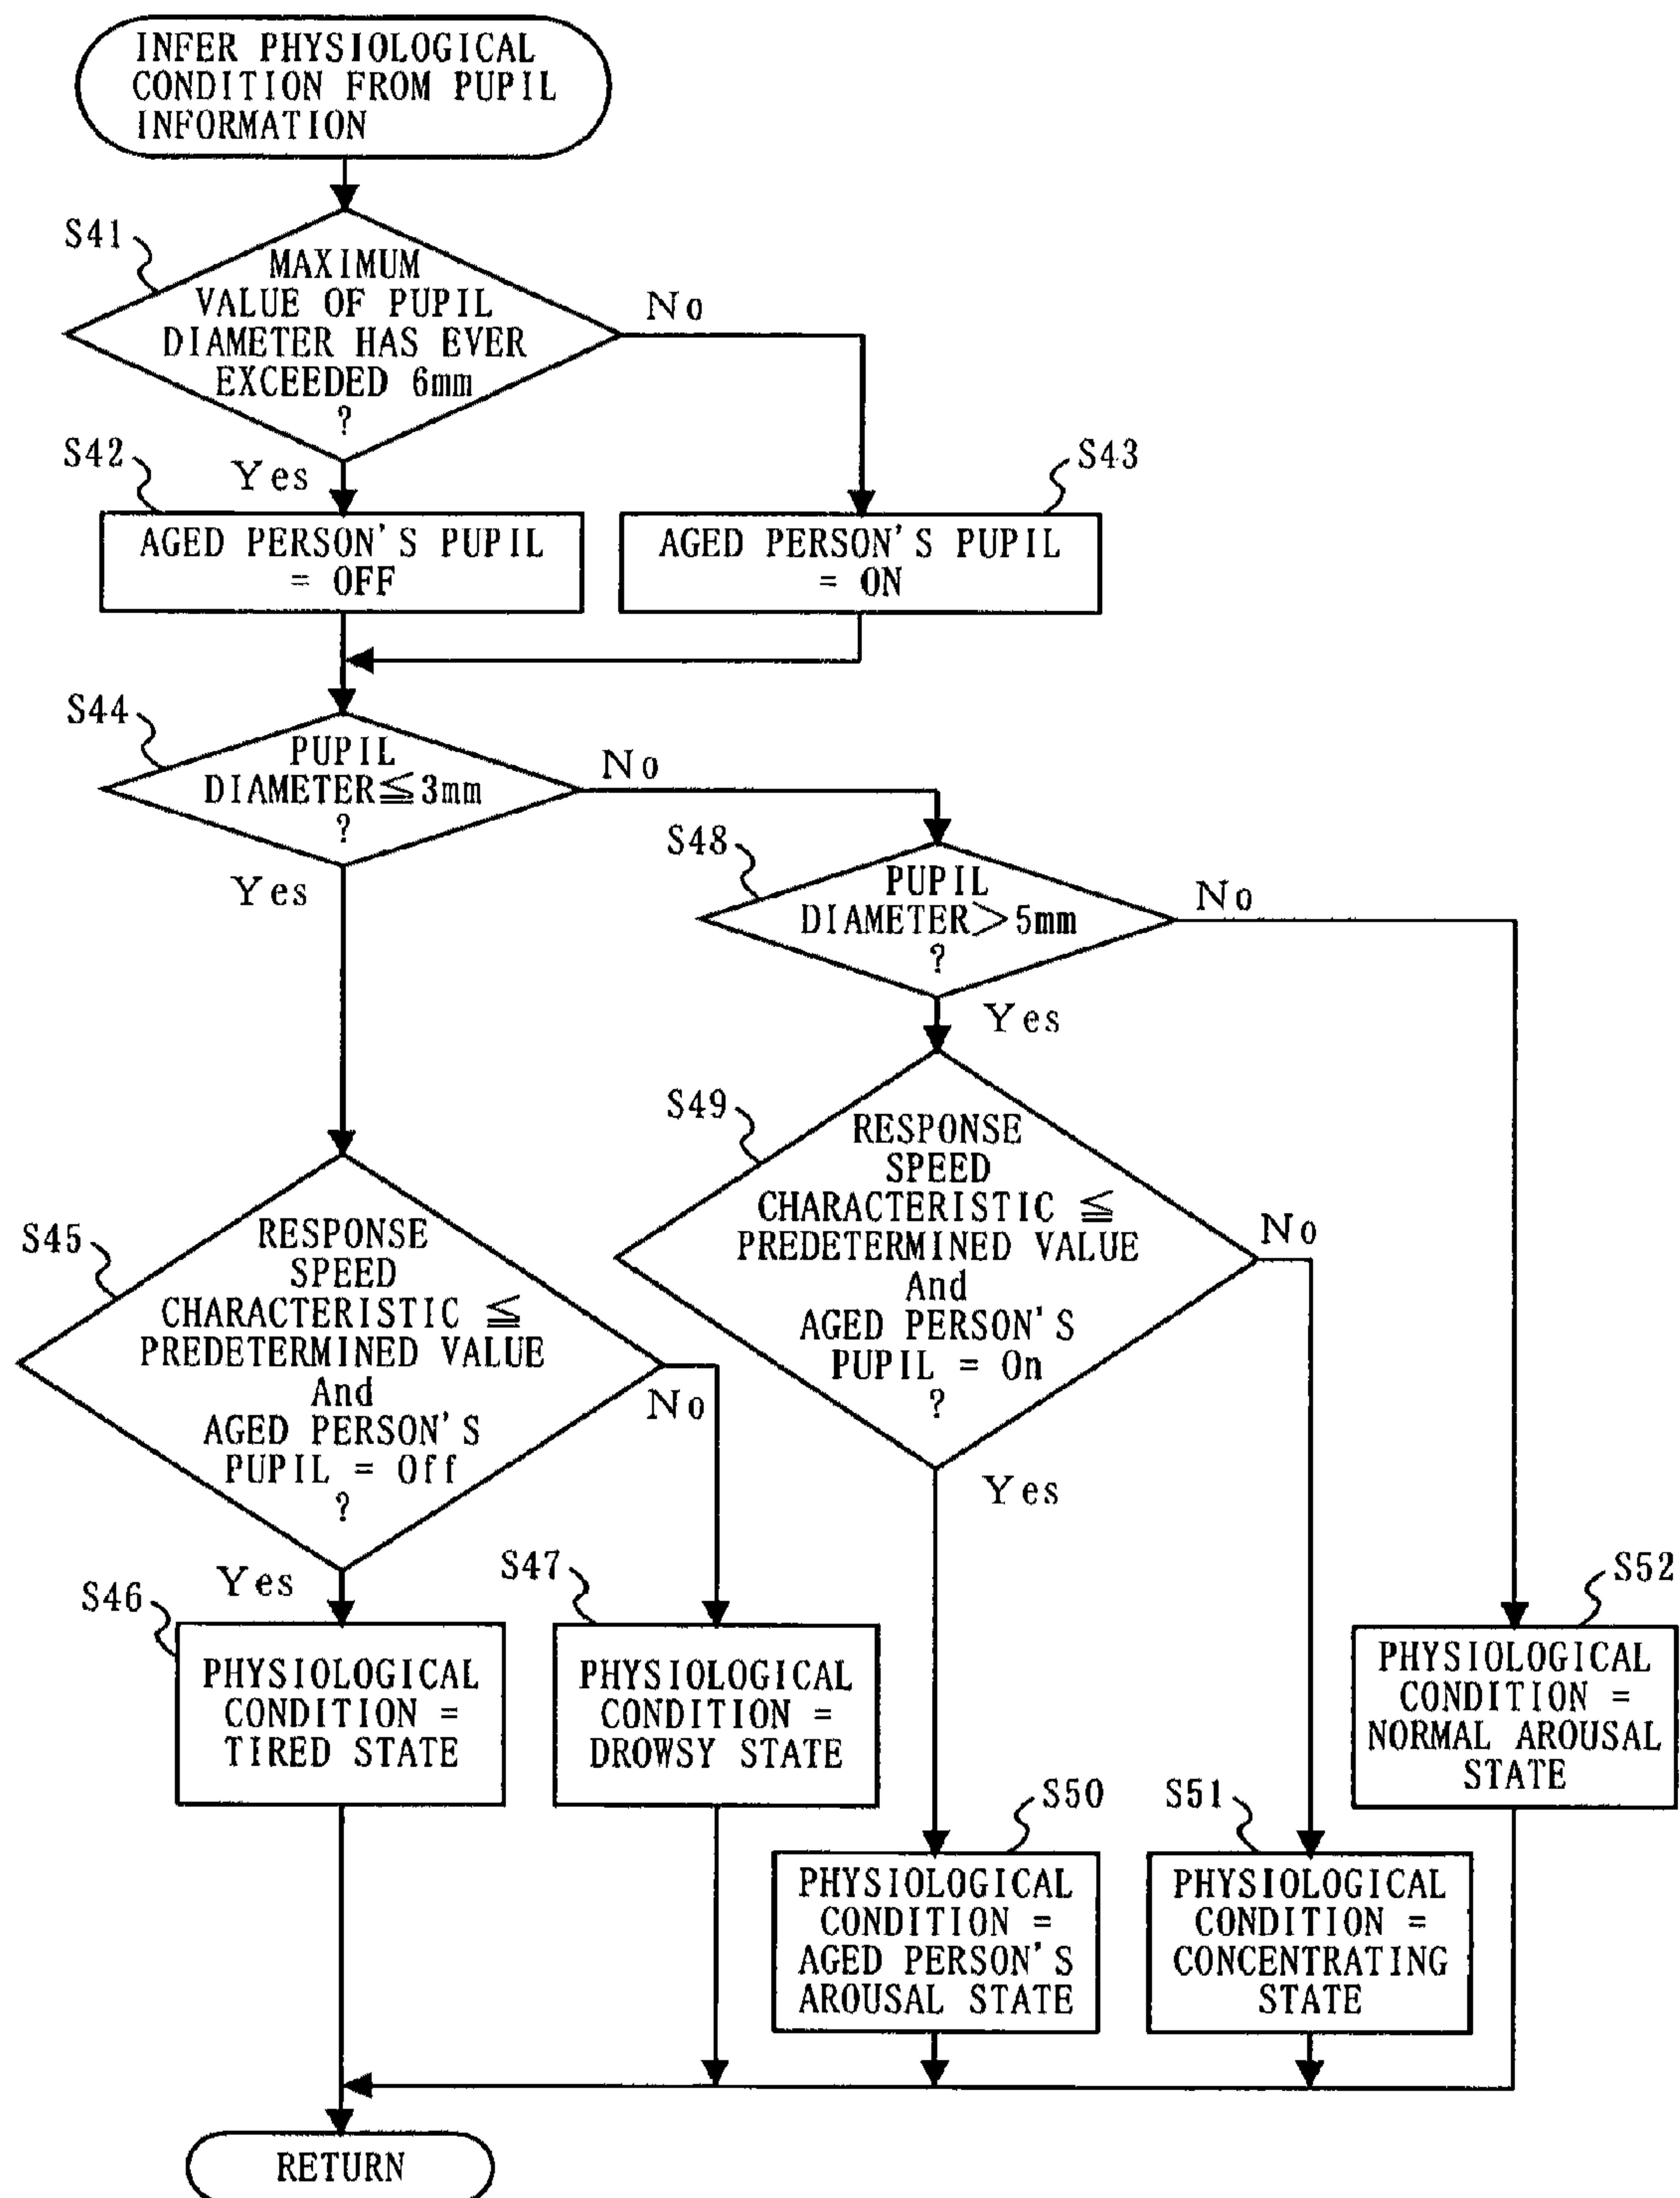 INFER PHYSIOLOGICAL
CONDITION FROM PUPIL
INFORMATION
S41
MAXIMUM
VALUE OF PUPIL
DIAMETER HAS EVER
EXCEEDED 6mm
?
No
Yes
S42
AGED PERSON'S PUPIL
= OFF
S43
AGED PERSON'S PUPIL
= ON
S44
PUPIL
DIAMETER≦3mm
?
No
Yes
S48
PUPIL
DIAMETER>5mm
?
No
Yes
S49
RESPONSE
SPEED
CHARACTERISTIC ≦
PREDETERMINED VALUE
And
AGED PERSON'S
PUPIL = On
?
No
Yes
S45
RESPONSE
SPEED
CHARACTERISTIC ≦
PREDETERMINED VALUE
And
AGED PERSON'S
PUPIL = Off
?
No
Yes
S46
PHYSIOLOGICAL
CONDITION =
TIRED STATE
S47
PHYSIOLOGICAL
CONDITION =
DROWSY STATE
S52
PHYSIOLOGICAL
CONDITION =
NORMAL AROUSAL
STATE
S50
PHYSIOLOGICAL
CONDITION =
AGED PERSON'S
AROUSAL STATE
S51
PHYSIOLOGICAL
CONDITION =
CONCENTRATING
STATE
RETURN